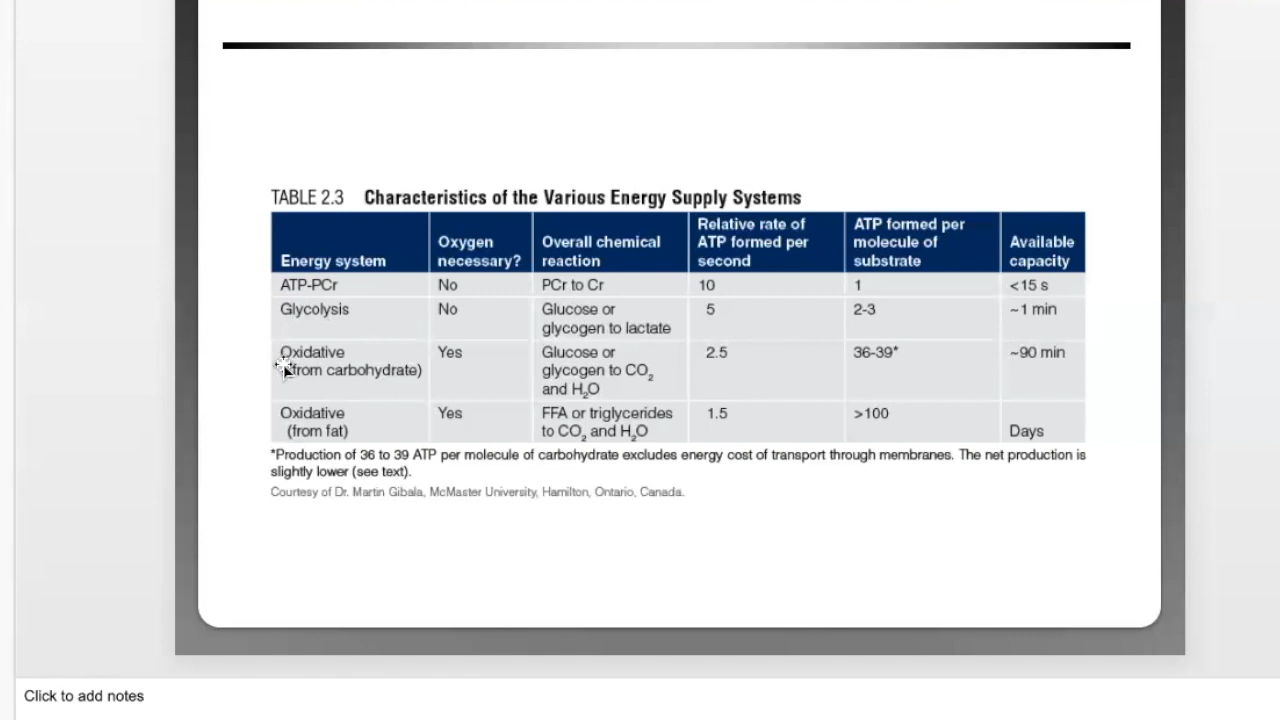 TABLE 2.3 Characteristics of the Various Energy Supply Systems
Energy system
Oxygen
necessary?
Overall chemical
reaction
Relative rate of
ATP formed per
second
ATP formed per
molecule of
substrate
Available
capacity
ATP-PCr
No
PCr to Cr
10
1
<15 s
Glycolysis
No
Glucose or
glycogen to lactate
5
2-3
~1 min
Oxidative
(from carbohydrate)
Yes
Glucose or
glycogen to CO₂
and H₂O
2.5
36-39*
~90 min
Oxidative
(from fat)
Yes
FFA or triglycerides
to CO₂ and H₂O
1.5
>100
Days
*Production of 36 to 39 ATP per molecule of carbohydrate excludes energy cost of transport through membranes. The net production is
slightly lower (see text).
Courtesy of Dr. Martin Gibala, McMaster University, Hamilton, Ontario, Canada.
Click to add notes